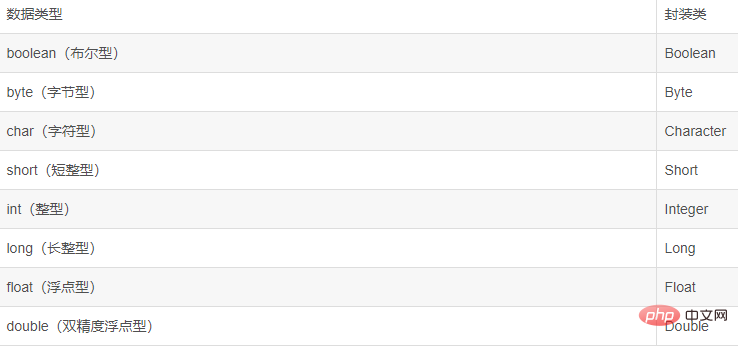 数据类型 封装类
boolean（布尔型） Boolean
byte（字节型） Byte
char（字符型） Character
short（短整型） Short
int（整型） Integer
long（长整型） Long
float（浮点型） Float
double（双精度浮点型） Double
php 中文网